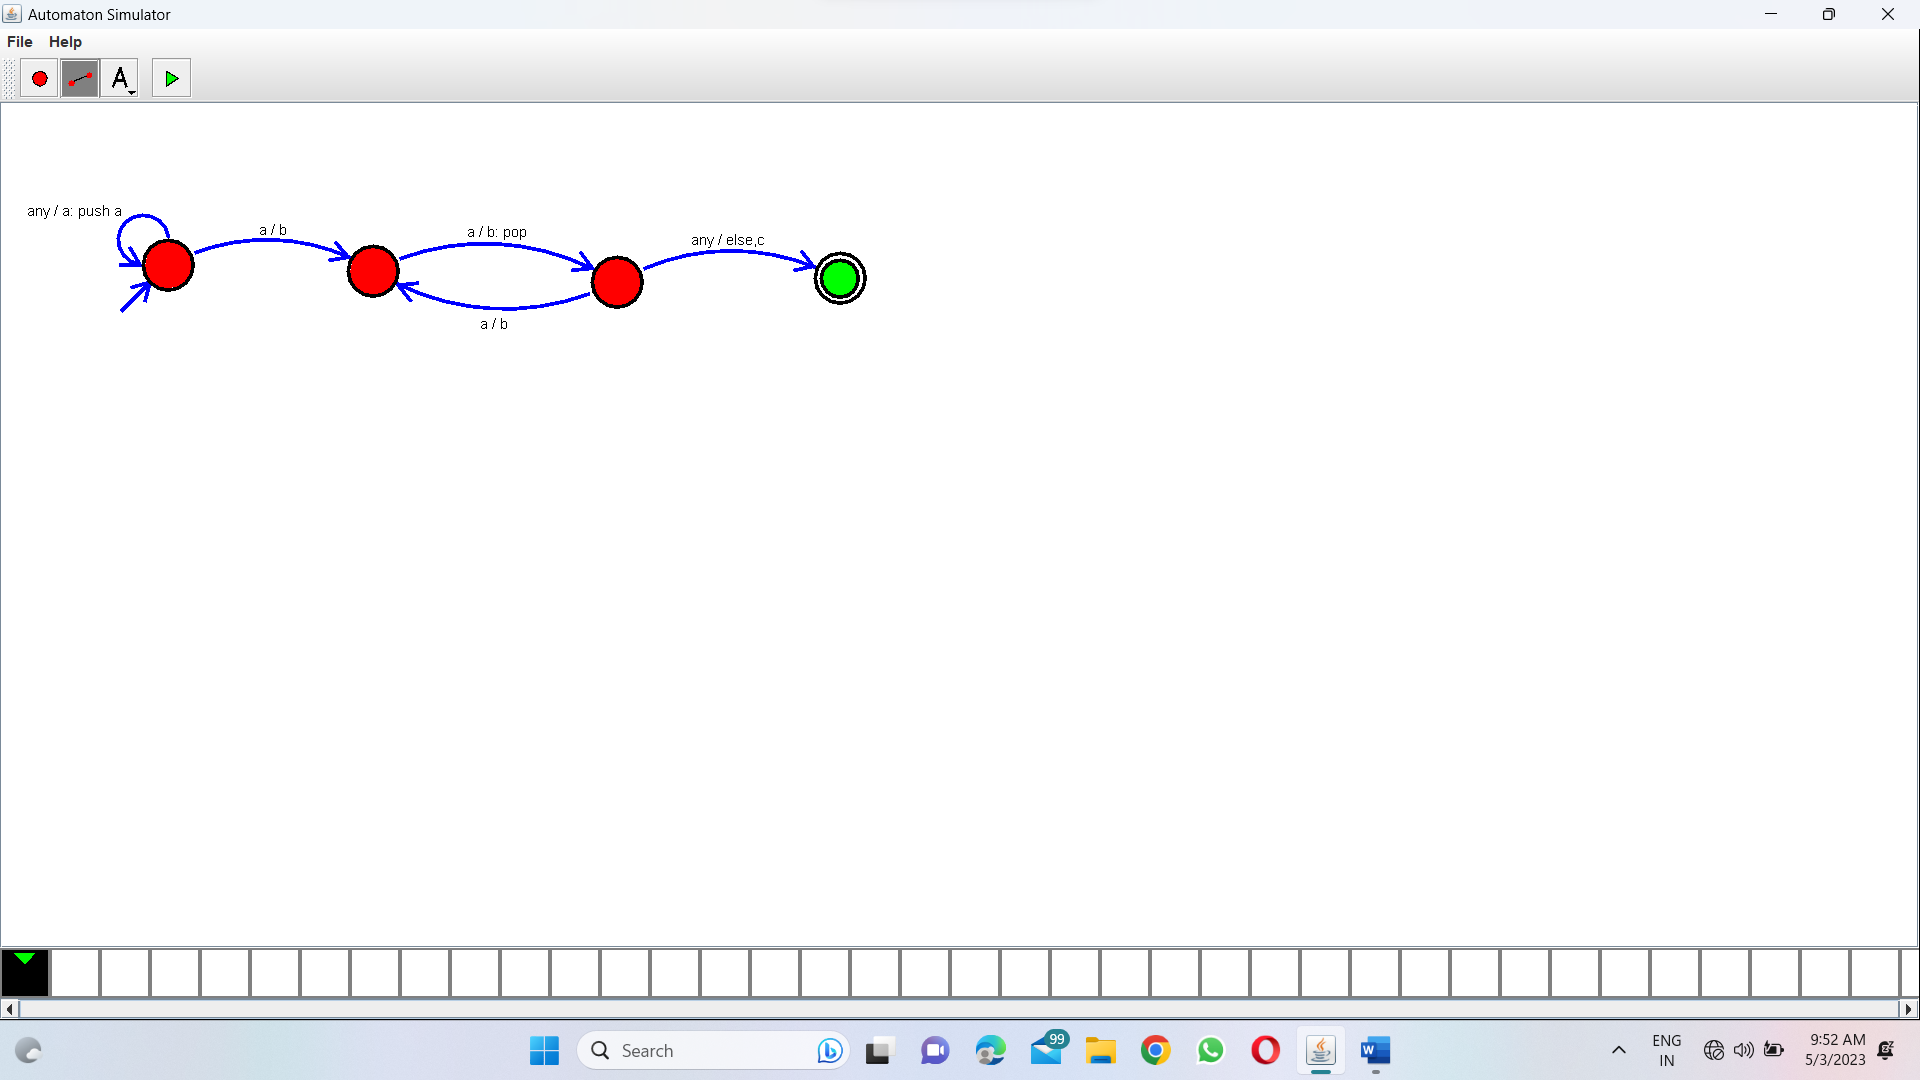 Automaton Simulator
File Help
A
any / a: push a
a / b
a / b: pop
any / else,c
a / b
Search
99
ENG
IN
9:52 AM
5/3/2023